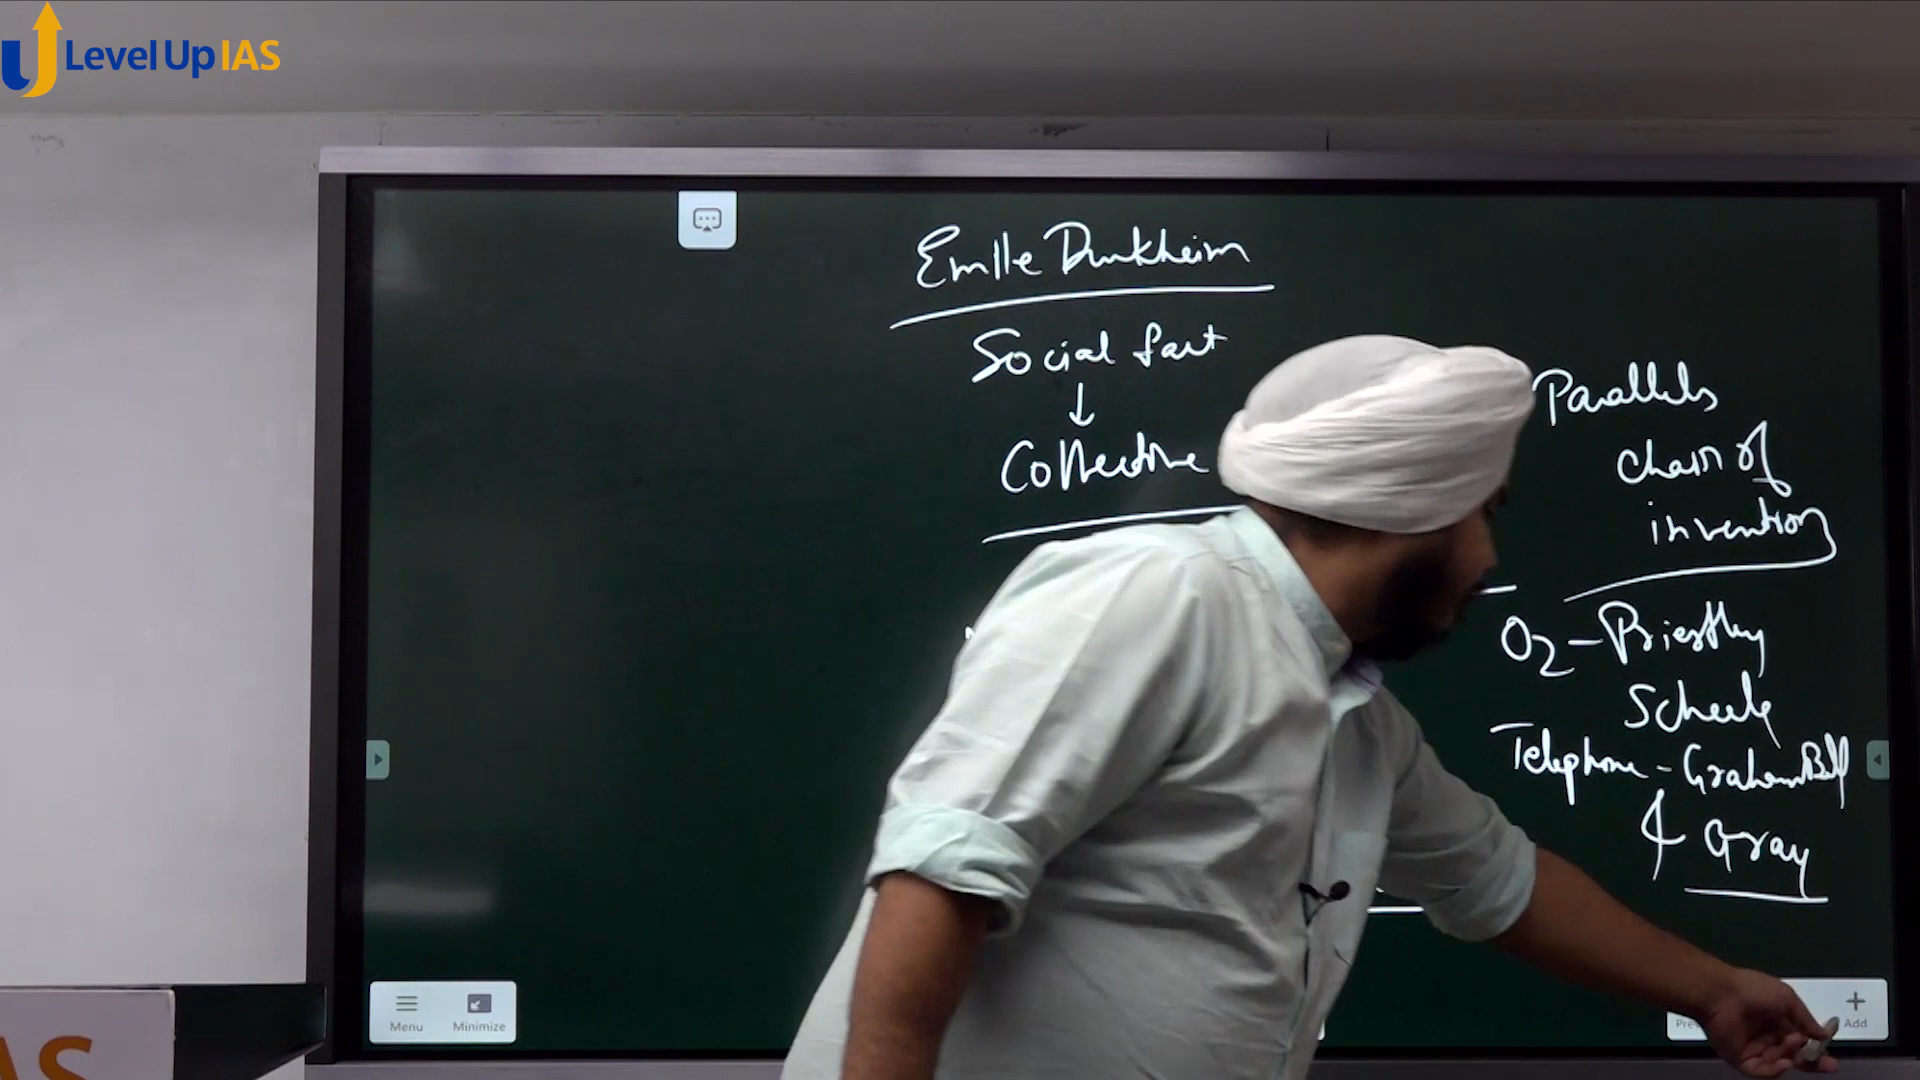 Level Up IAS
Emile Durkheim
Social fact
↓
Collective
Parallels
chain of
invention
O2 - Priestley
Scheele
Telephone - Graham Bell
& Gray
Menu
Minimize
Add
AS